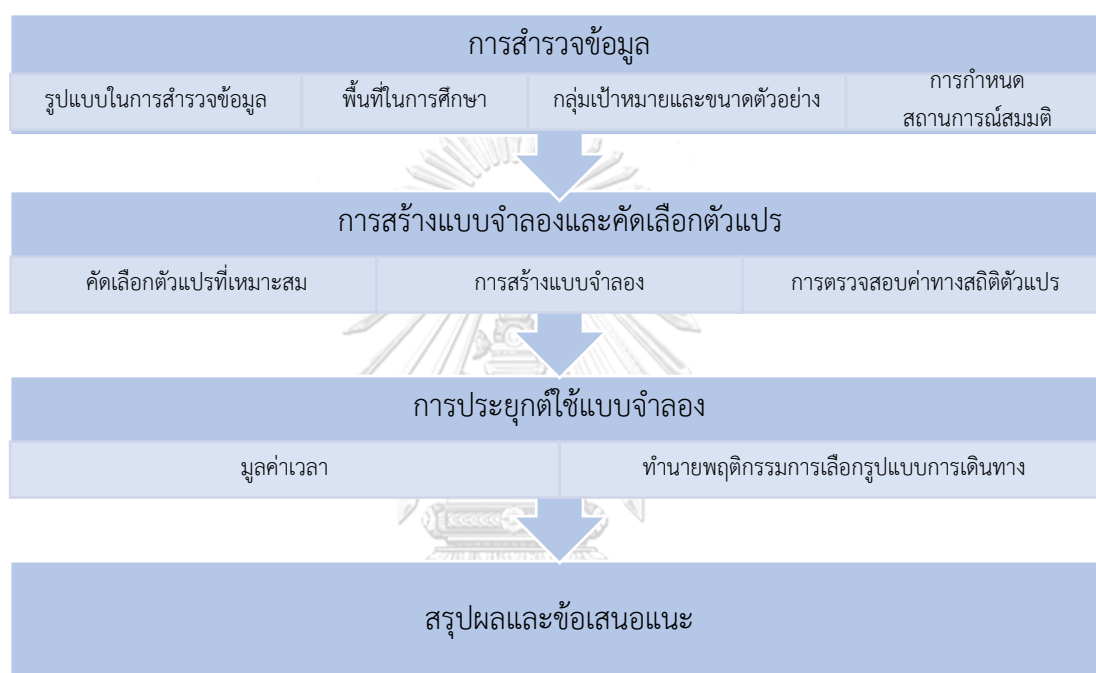 การสำรวจข้อมูล
รูปแบบในการสำรวจข้อมูล
พื้นที่ในการศึกษา
กลุ่มเป้าหมายและขนาดตัวอย่าง
การกำหนด
สถานการณ์สมมติ
การสร้างแบบจำลองและคัดเลือกตัวแปร
คัดเลือกตัวแปรที่เหมาะสม
การสร้างแบบจำลอง
การตรวจสอบค่าทางสถิติตัวแปร
การประยุกต์ใช้แบบจำลอง
มูลค่าเวลา
ทำนายพฤติกรรมการเลือกรูปแบบการเดินทาง
สรุปผลและข้อเสนอแนะ